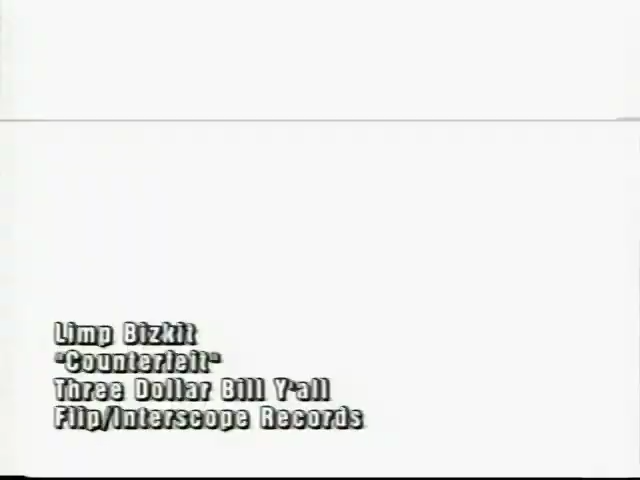 Limp Bizkit
"Counterfeit"
Three Dollar Bill Y'all
Flip/Interscope Records